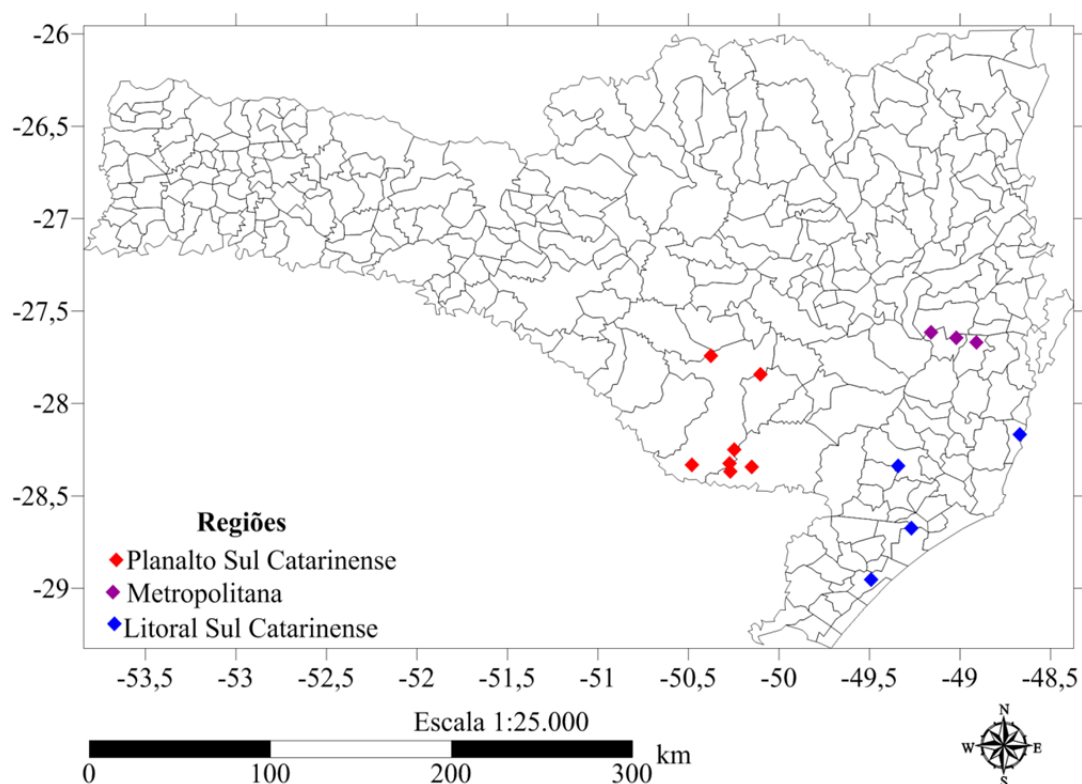 -26
-26,5
-27
-27,5
-28
-28,5
-29
Regiões
Planalto Sul Catarinense
Metropolitana
Litoral Sul Catarinense
-53,5 -53 -52,5 -52 -51,5 -51 -50,5 -50 -49,5 -49 -48,5
Escala 1:25.000
km
0 100 200 300
N
W E
S